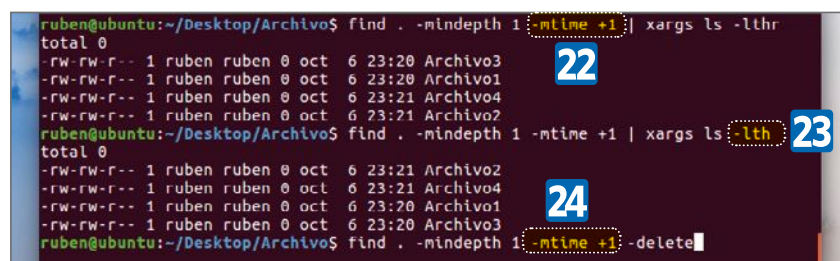 ruben@ubuntu:~/Desktop/Archivo$ find . -mindepth 1 -mtime +1 | xargs ls -lthr
total 0
22
-rw-rw-r-- 1 ruben ruben 0 oct  6 23:20 Archivo3
-rw-rw-r-- 1 ruben ruben 0 oct  6 23:20 Archivo1
-rw-rw-r-- 1 ruben ruben 0 oct  6 23:21 Archivo4
-rw-rw-r-- 1 ruben ruben 0 oct  6 23:21 Archivo2
ruben@ubuntu:~/Desktop/Archivo$ find . -mindepth 1 -mtime +1 | xargs ls -lth
23
total 0
-rw-rw-r-- 1 ruben ruben 0 oct  6 23:21 Archivo2
-rw-rw-r-- 1 ruben ruben 0 oct  6 23:21 Archivo4
-rw-rw-r-- 1 ruben ruben 0 oct  6 23:20 Archivo1
24
-rw-rw-r-- 1 ruben ruben 0 oct  6 23:20 Archivo3
ruben@ubuntu:~/Desktop/Archivo$ find . -mindepth 1 -mtime +1 -delete